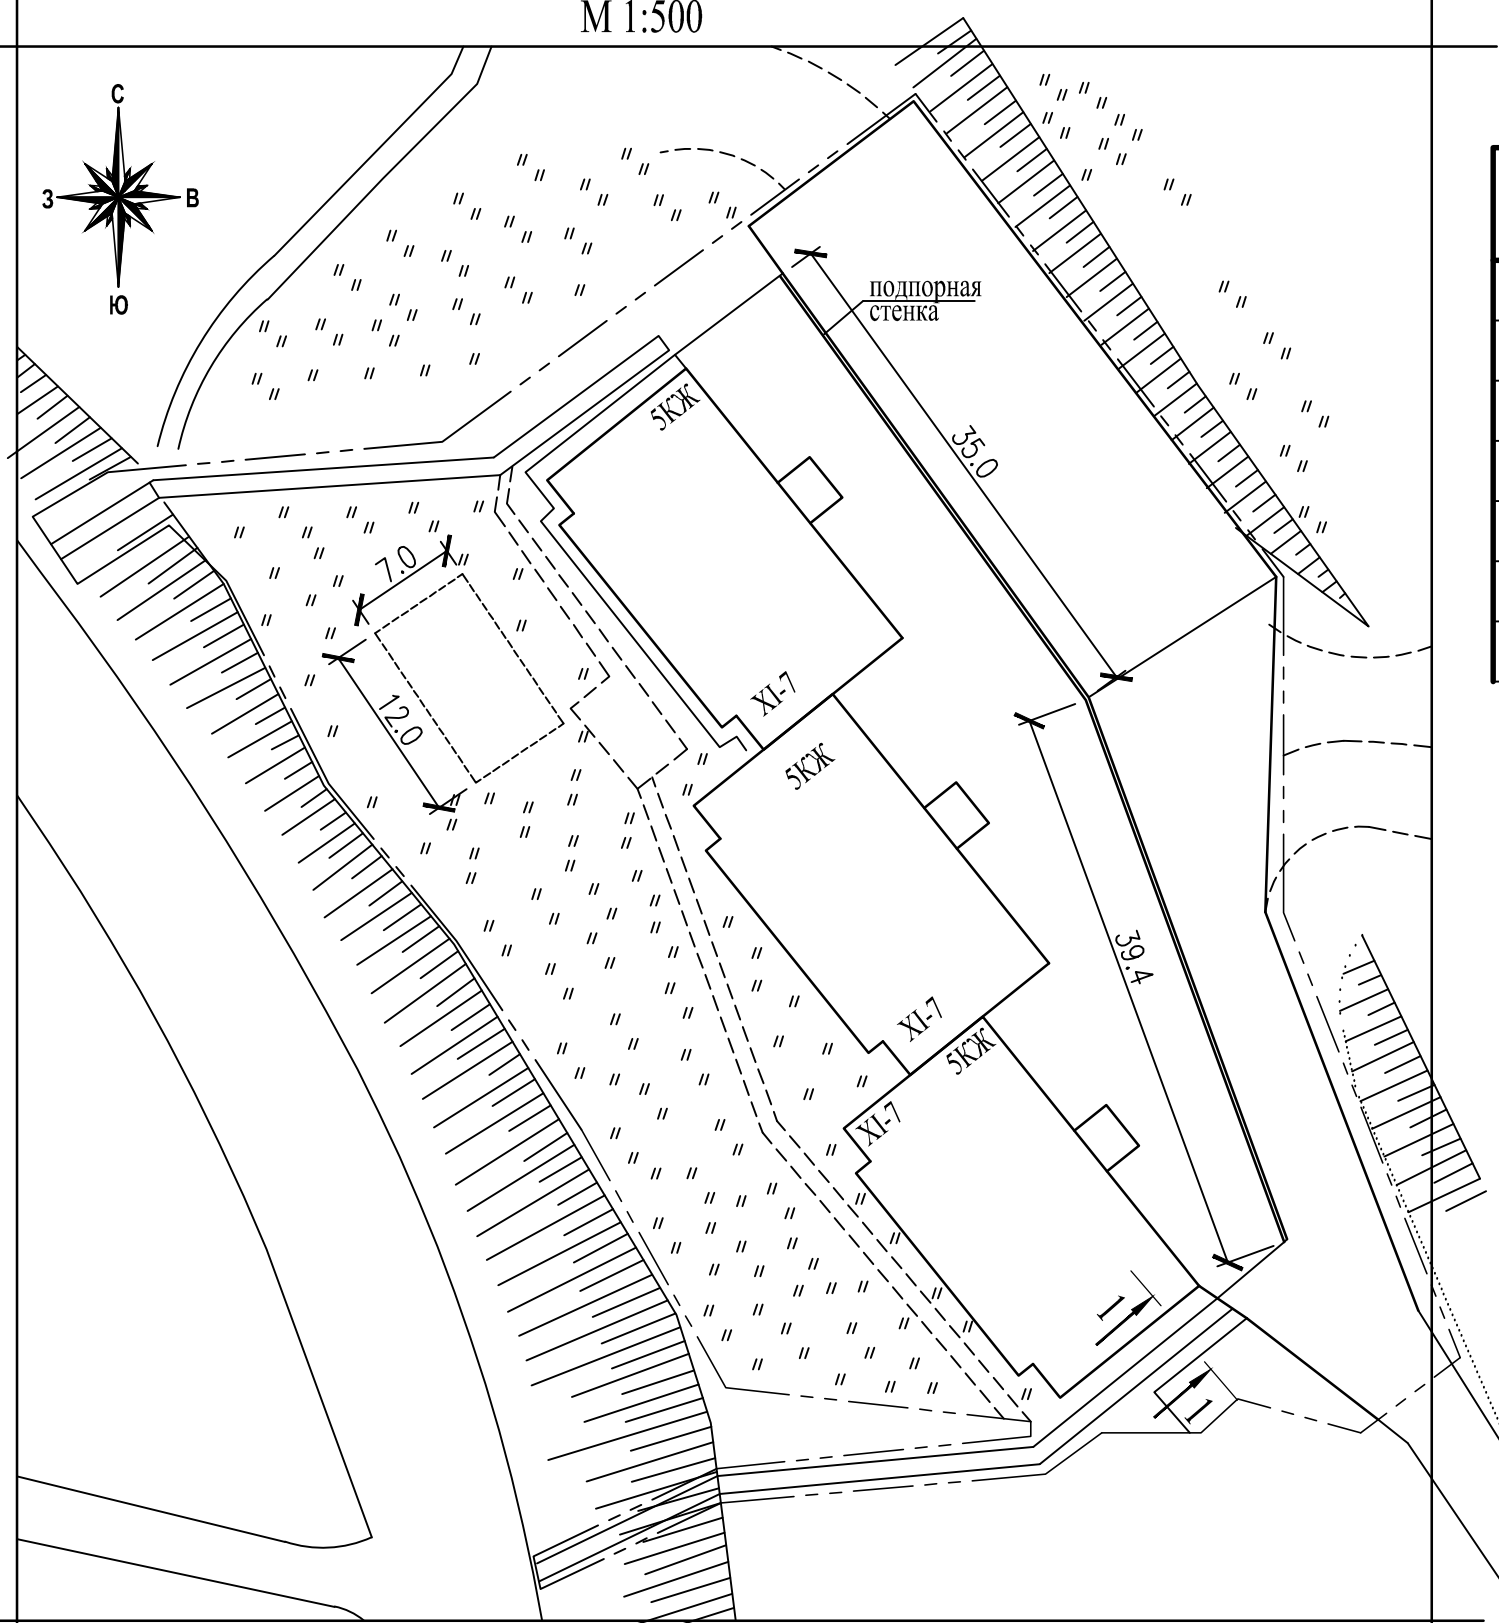 М 1:500
С
З
В
Ю
подпорная
стенка
5КЖ
35.0
7.0
12.0
XI-7
5КЖ
39.4
XI-7
5КЖ
XI-7
1
1